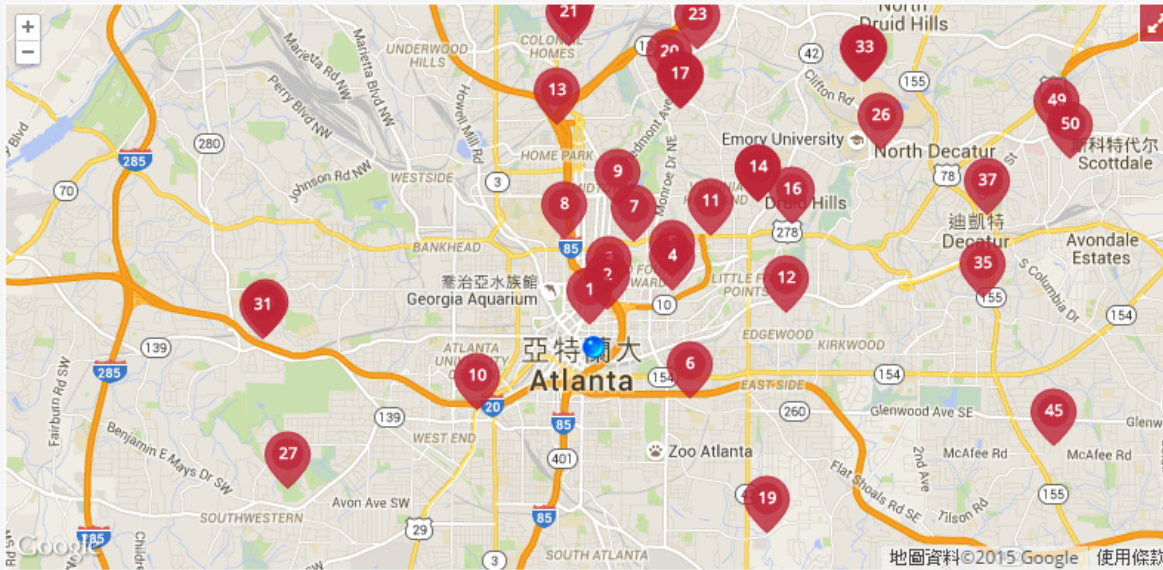 +
−
21
23
North
Druid Hills
COLONIAL
HOMES
UNDERWOOD
HILLS
Marietta Blvd NW
Perry Blvd NW
Howell Mill Rd
20
17
42
33
155
Clifton Rd
13
49
50
斯科特代尔
Scottdale
26
Emory University
North Decatur
285
280
HOME PARK
Piedmont Ave
Monroe Dr NE
78
37
Johnson Rd NW
WESTSIDE
3
9
14
16
Druid Hills
70
8
7
11
278
迪凱特
Decatur
Avondale
Estates
BANKHEAD
85
4
35
S Columbia Dr
155
喬治亞水族館
Georgia Aquarium
1
2
3
LITTLE F
POINTS
12
10
154
31
139
亞特蘭大
Atlanta
EDGEWOOD
KIRKWOOD
285
Fairburn Rd SW
ATLANTA
10
20
6
154
EAST SIDE
154
139
85
260
Glenwood Ave SE
45
Benjamin E Mays Dr SW
27
WEST END
401
Zoo Atlanta
2nd Ave
McAfee Rd
McAfee Rd
Flat Shoals Rd SE
Tilson Rd
155
19
Avon Ave SW
SOUTHWESTERN
29
85
285
Google
3
SOUTH ATLANTA
地圖資料©2015 Google
使用條款